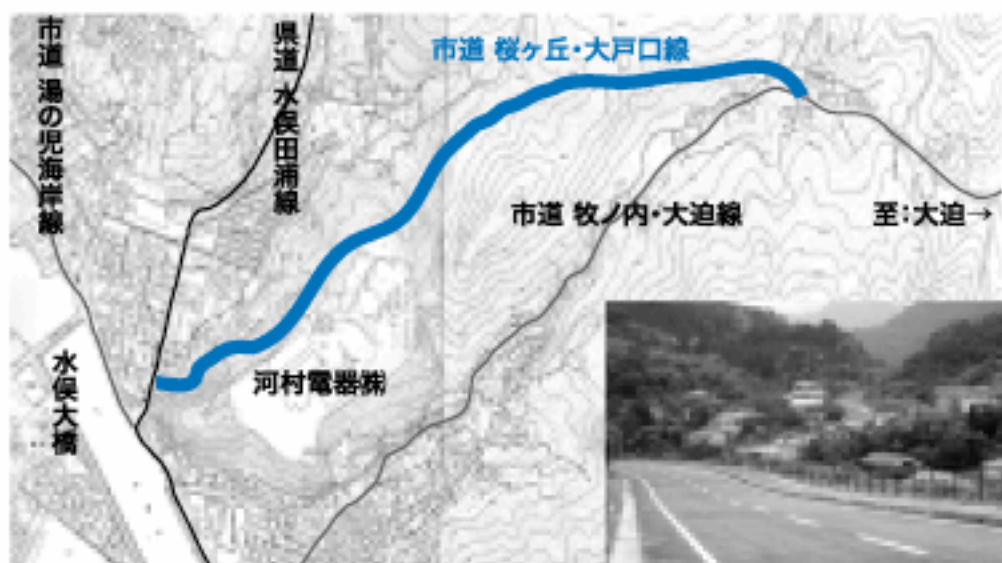 市道 湯の児海岸線
県道 水俣田浦線
市道 桜ヶ丘・大戸口線
市道 牧ノ内・大迫線
至:大迫→
水俣大橋
河村電器㈱